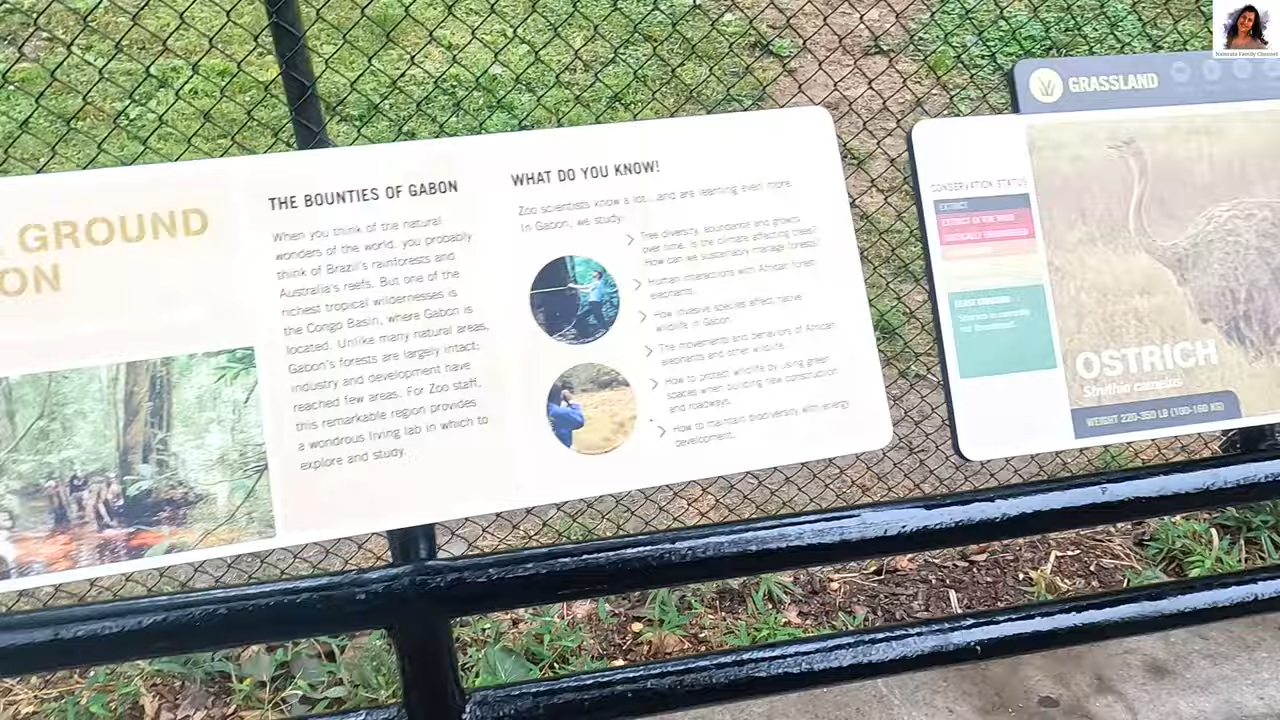 GROUND
ON
THE BOUNTIES OF GABON
When you think of the natural
wonders of the world, you probably
think of Brazil's rainforests and
Australia's reefs. But one of the
richest tropical wildernesses is
the Congo Basin, where Gabon is
located. Unlike many natural areas,
Gabon's forests are largely intact;
industry and development have
reached few areas. For Zoo staff,
this remarkable region provides
a wondrous living lab in which to
explore and study.
WHAT DO YOU KNOW!
Zoo scientists know a lot...and are learning even more.
In Gabon, we study:
Tree diversity, abundance and growth
over time. Is the climate affecting trees?
How can we sustainably manage forests?
Human interactions with African forest
elephants.
How invasive species affect native
wildlife in Gabon.
The movements and behaviors of African
elephants and other wildlife.
How to protect wildlife by using green
spaces when building new construction
and roadways.
How to maintain biodiversity with energy
development.
GRASSLAND
CONSERVATION STATUS
EXTINCT
EXTINCT IN THE WILD
CRITICALLY ENDANGERED
LEAST CONCERN
Species is currently
not threatened.
OSTRICH
Struthio camelus
WEIGHT 220-350 LB (100-160 KG)
Family Channel